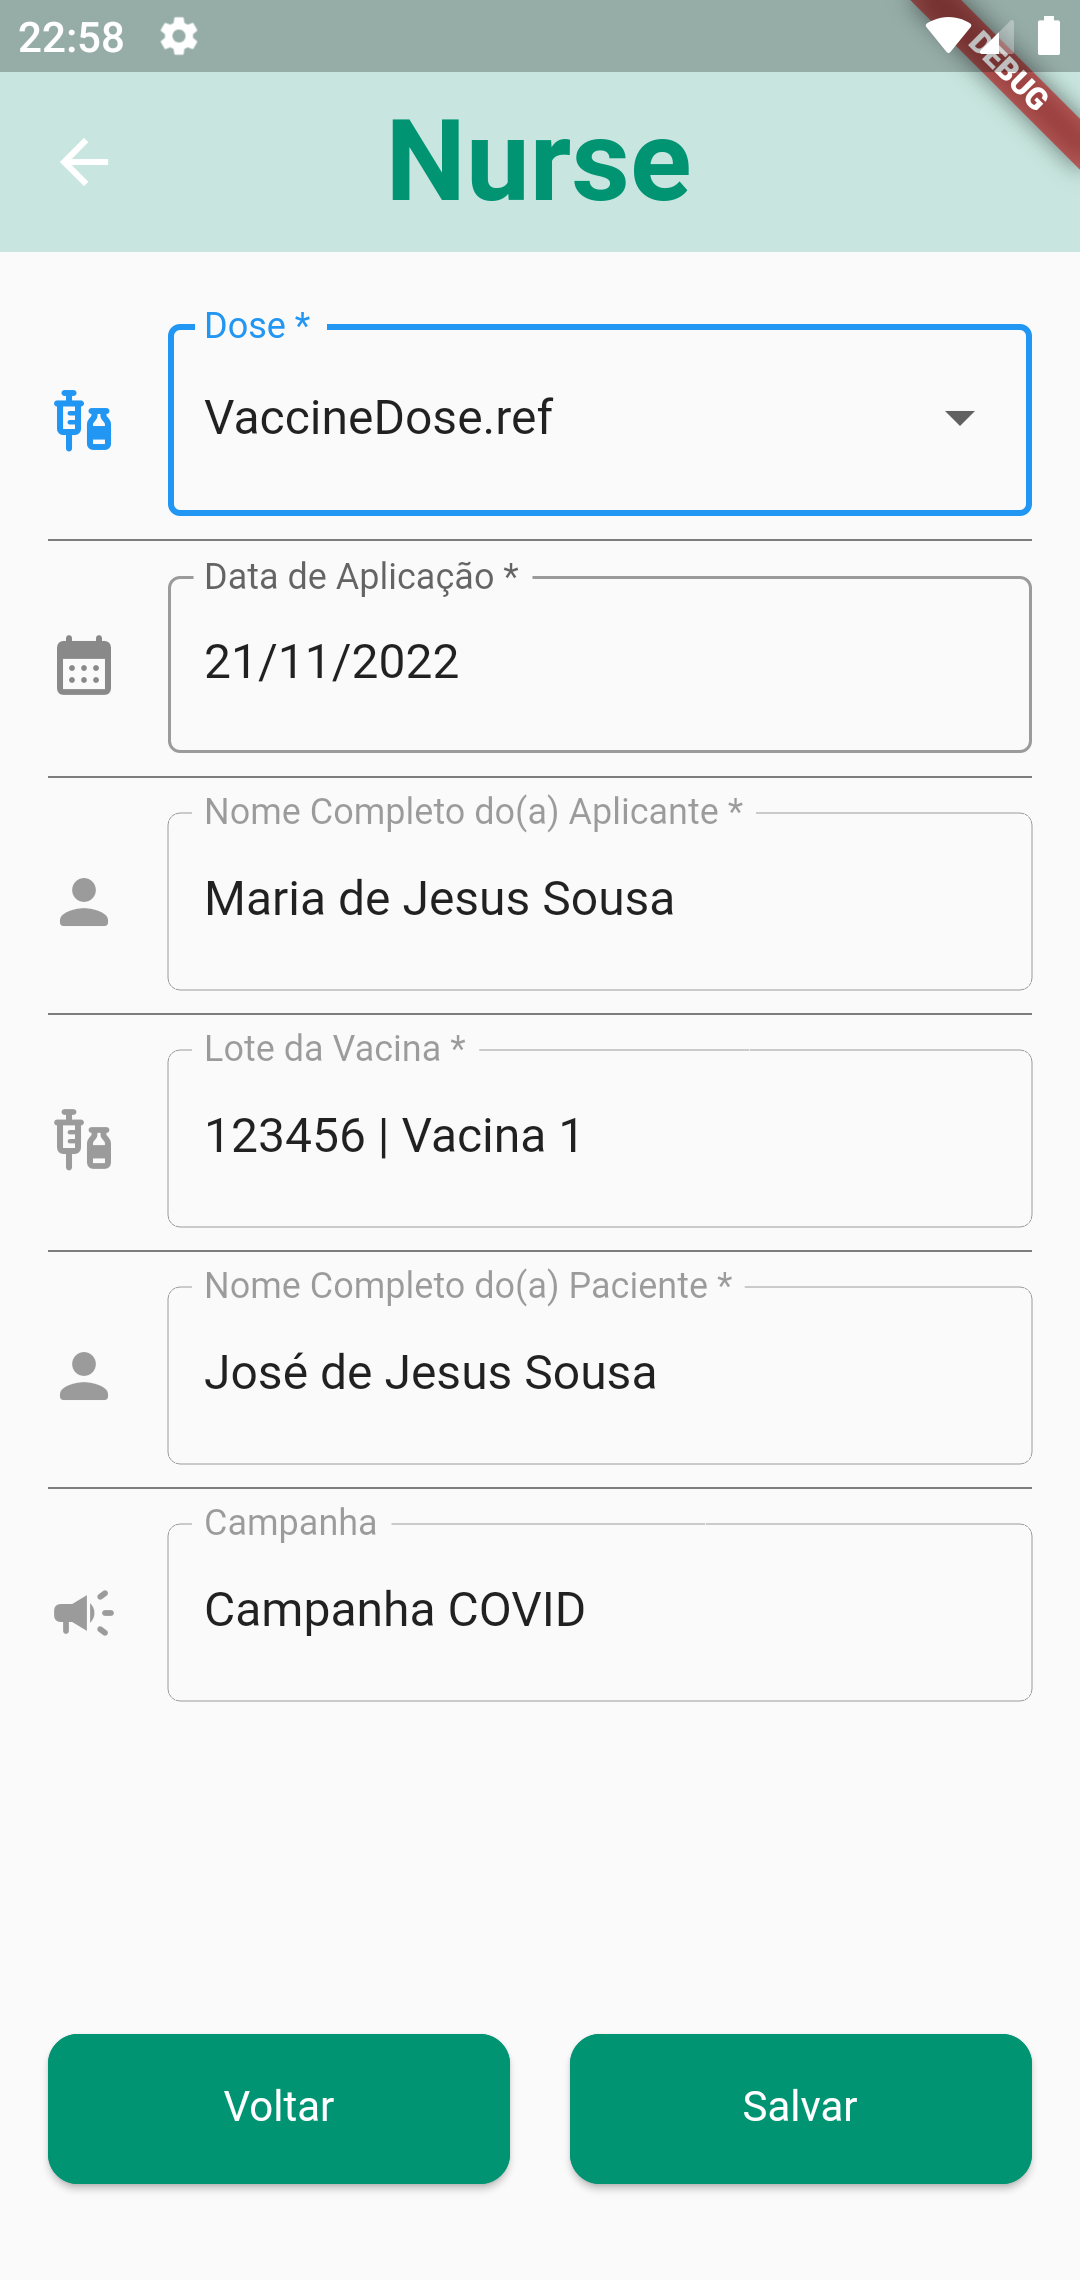 22:58
DEBUG
Nurse
Dose *
VaccineDose.ref
Data de Aplicação *
21/11/2022
Nome Completo do(a) Aplicante *
Maria de Jesus Sousa
Lote da Vacina *
123456 | Vacina 1
Nome Completo do(a) Paciente *
José de Jesus Sousa
Campanha
Campanha COVID
Voltar
Salvar